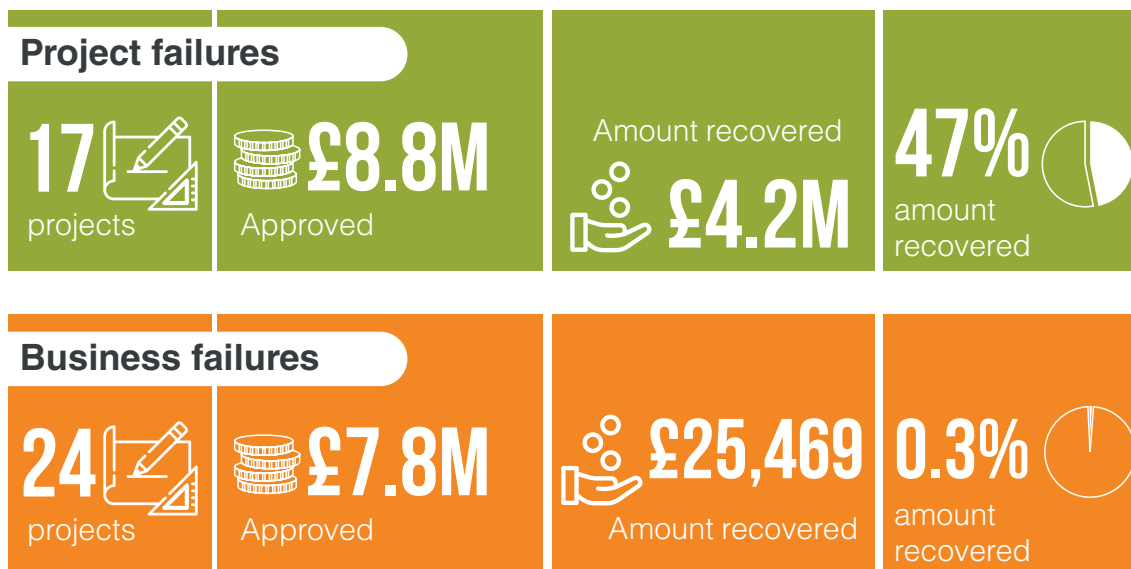 Project failures
17
projects
£8.8M
Approved
Amount recovered
£4.2M
47%
amount
recovered
Business failures
24
projects
£7.8M
Approved
£25,469
Amount recovered
0.3%
amount
recovered